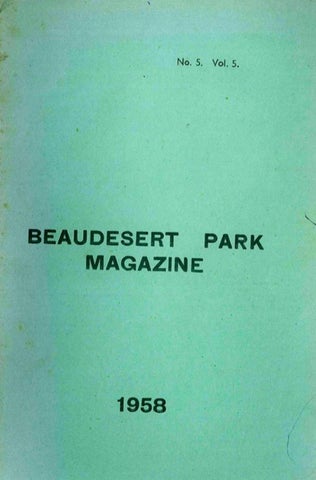 No. 5. Vol. 5.
BEAUDESERT PARK
MAGAZINE
1958